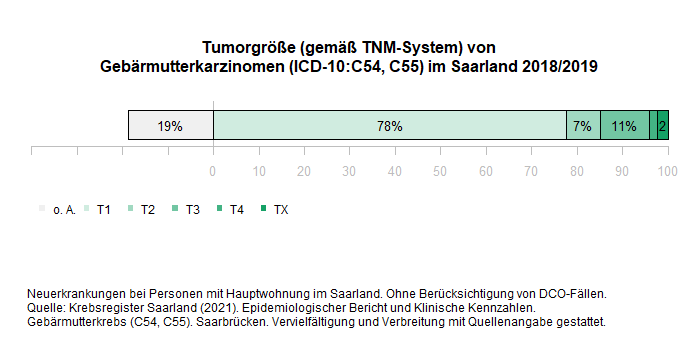 Tumorgröße (gemäß TNM-System) von
Gebärmutterkarzinomen (ICD-10:C54, C55) im Saarland 2018/2019
19% 78% 7% 11% 2
0 10 20 30 40 50 60 70 80 90 100
o. A. T1 T2 T3 T4 TX
Neuerkrankungen bei Personen mit Hauptwohnung im Saarland. Ohne Berücksichtigung von DCO-Fällen.
Quelle: Krebsregister Saarland (2021). Epidemiologischer Bericht und Klinische Kennzahlen.
Gebärmutterkrebs (C54, C55). Saarbrücken. Vervielfältigung und Verbreitung mit Quellenangabe gestattet.